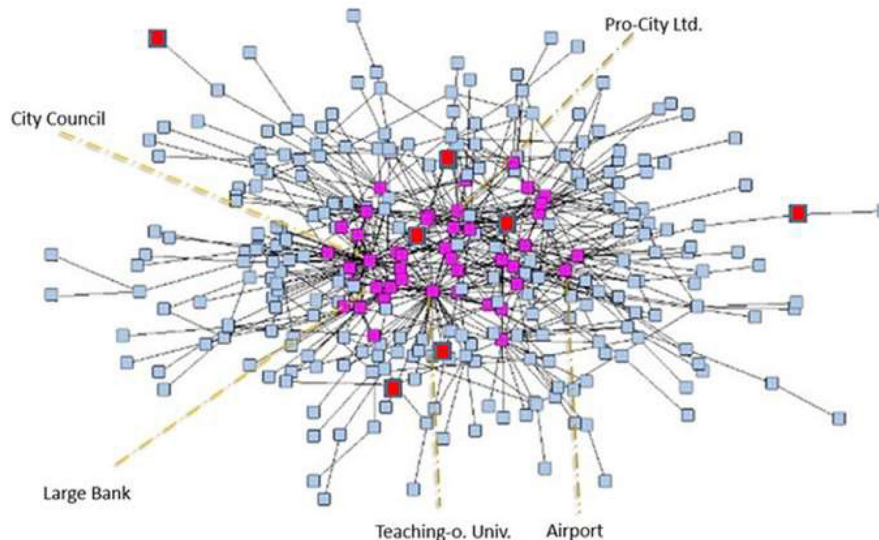 Pro-City Ltd.
City Council
Large Bank
Teaching-o. Univ.
Airport